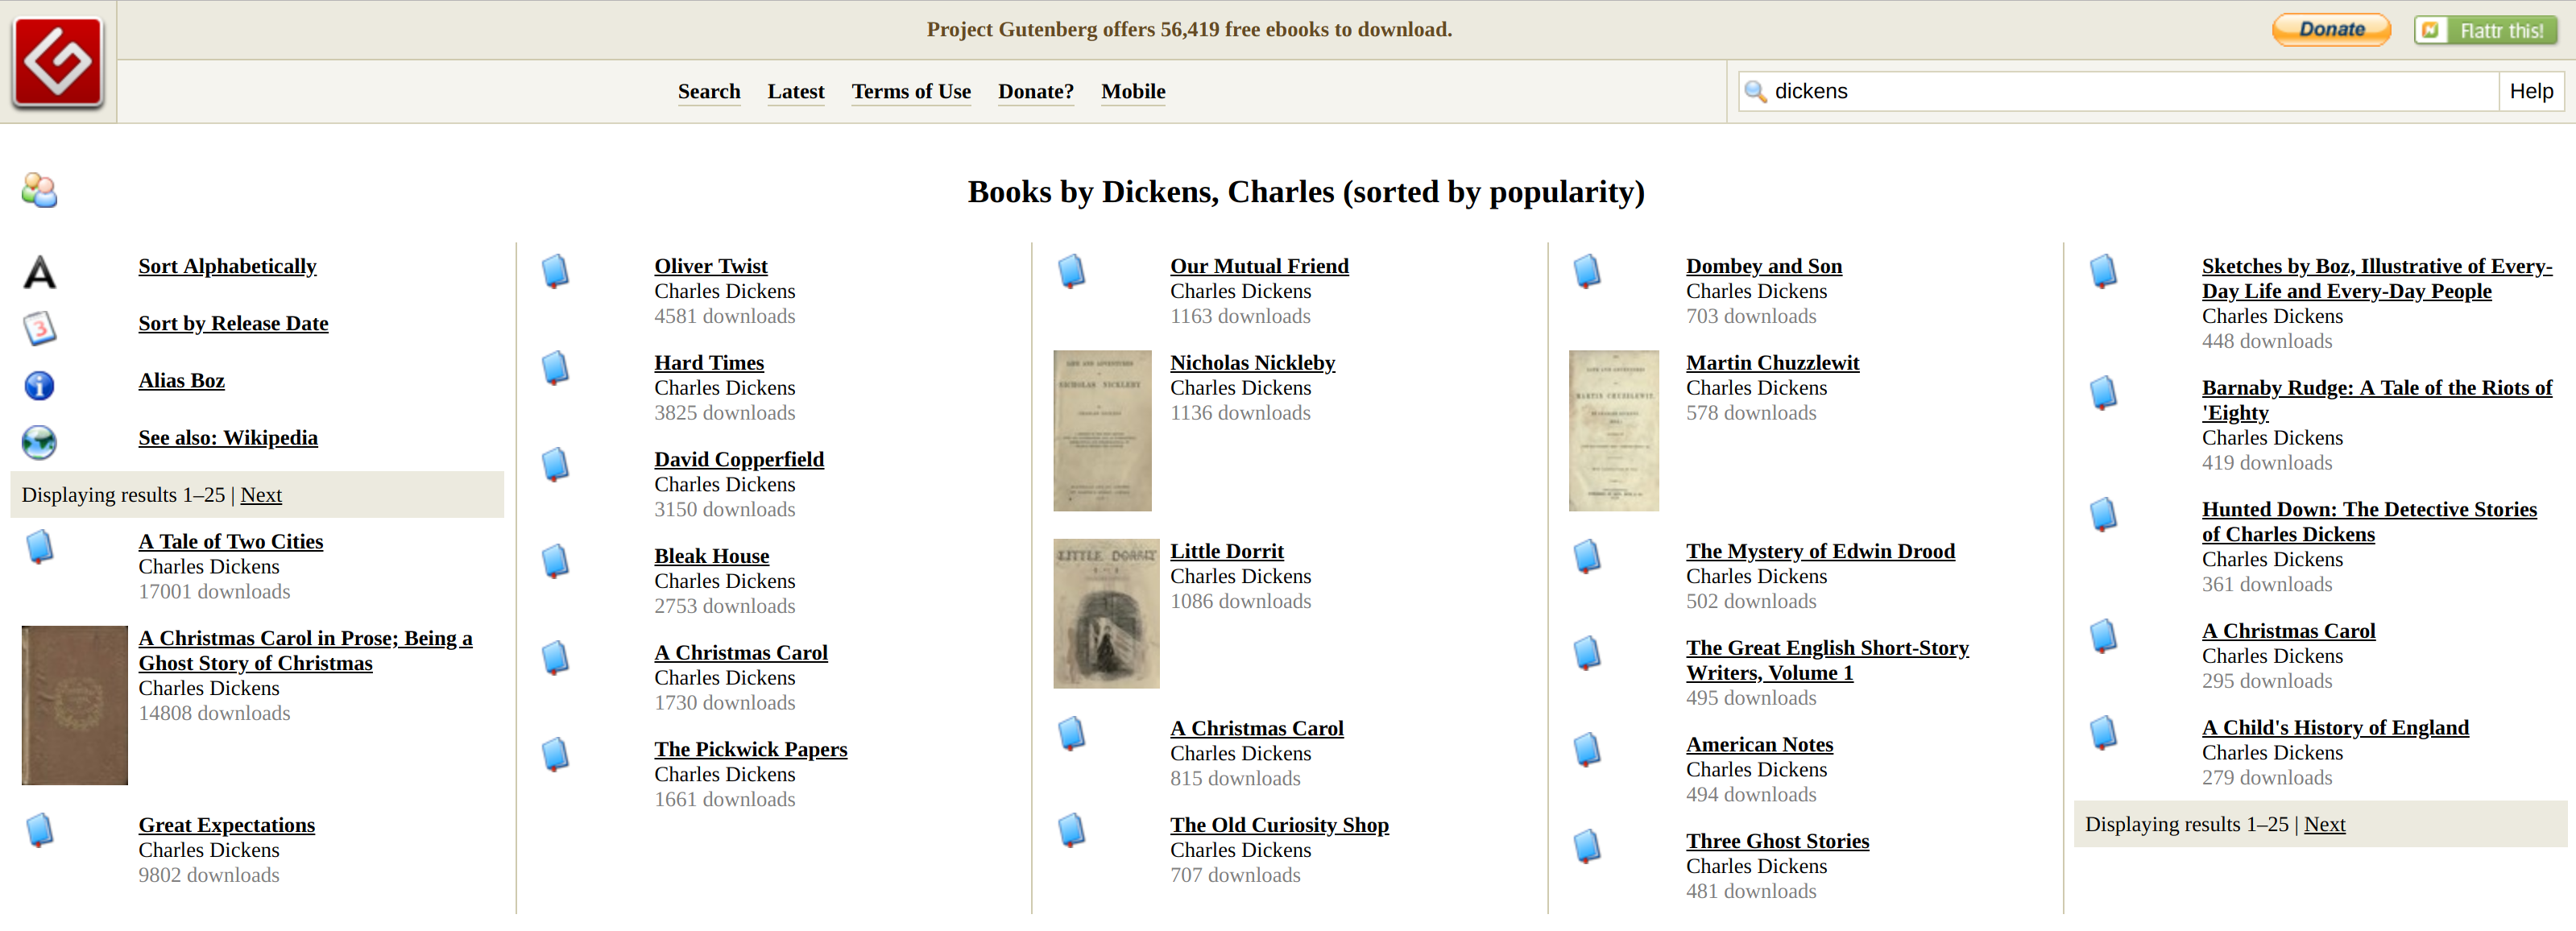 Project Gutenberg offers 56,419 free ebooks to download.
Donate
Flattr this!
Search Latest Terms of Use Donate? Mobile
dickens
Help
Books by Dickens, Charles (sorted by popularity)
Sort Alphabetically
Sort by Release Date
Alias Boz
See also: Wikipedia
Displaying results 1–25 | Next
A Tale of Two Cities
Charles Dickens
17001 downloads
A Christmas Carol in Prose; Being a
Ghost Story of Christmas
Charles Dickens
14808 downloads
Great Expectations
Charles Dickens
9802 downloads
Oliver Twist
Charles Dickens
4581 downloads
Hard Times
Charles Dickens
3825 downloads
David Copperfield
Charles Dickens
3150 downloads
Bleak House
Charles Dickens
2753 downloads
A Christmas Carol
Charles Dickens
1730 downloads
The Pickwick Papers
Charles Dickens
1661 downloads
Our Mutual Friend
Charles Dickens
1163 downloads
LIFE AND ADVENTURES
NICHOLAS NICKLEBY
Nicholas Nickleby
Charles Dickens
1136 downloads
LITTLE DORRIT
Little Dorrit
Charles Dickens
1086 downloads
A Christmas Carol
Charles Dickens
815 downloads
The Old Curiosity Shop
Charles Dickens
707 downloads
Dombey and Son
Charles Dickens
703 downloads
LIFE AND ADVENTURES
MARTIN CHUZZLEWIT.
Martin Chuzzlewit
Charles Dickens
578 downloads
The Mystery of Edwin Drood
Charles Dickens
502 downloads
The Great English Short-Story
Writers, Volume 1
495 downloads
American Notes
Charles Dickens
494 downloads
Three Ghost Stories
Charles Dickens
481 downloads
Sketches by Boz, Illustrative of Every-
Day Life and Every-Day People
Charles Dickens
448 downloads
Barnaby Rudge: A Tale of the Riots of
'Eighty
Charles Dickens
419 downloads
Hunted Down: The Detective Stories
of Charles Dickens
Charles Dickens
361 downloads
A Christmas Carol
Charles Dickens
295 downloads
A Child's History of England
Charles Dickens
279 downloads
Displaying results 1–25 | Next